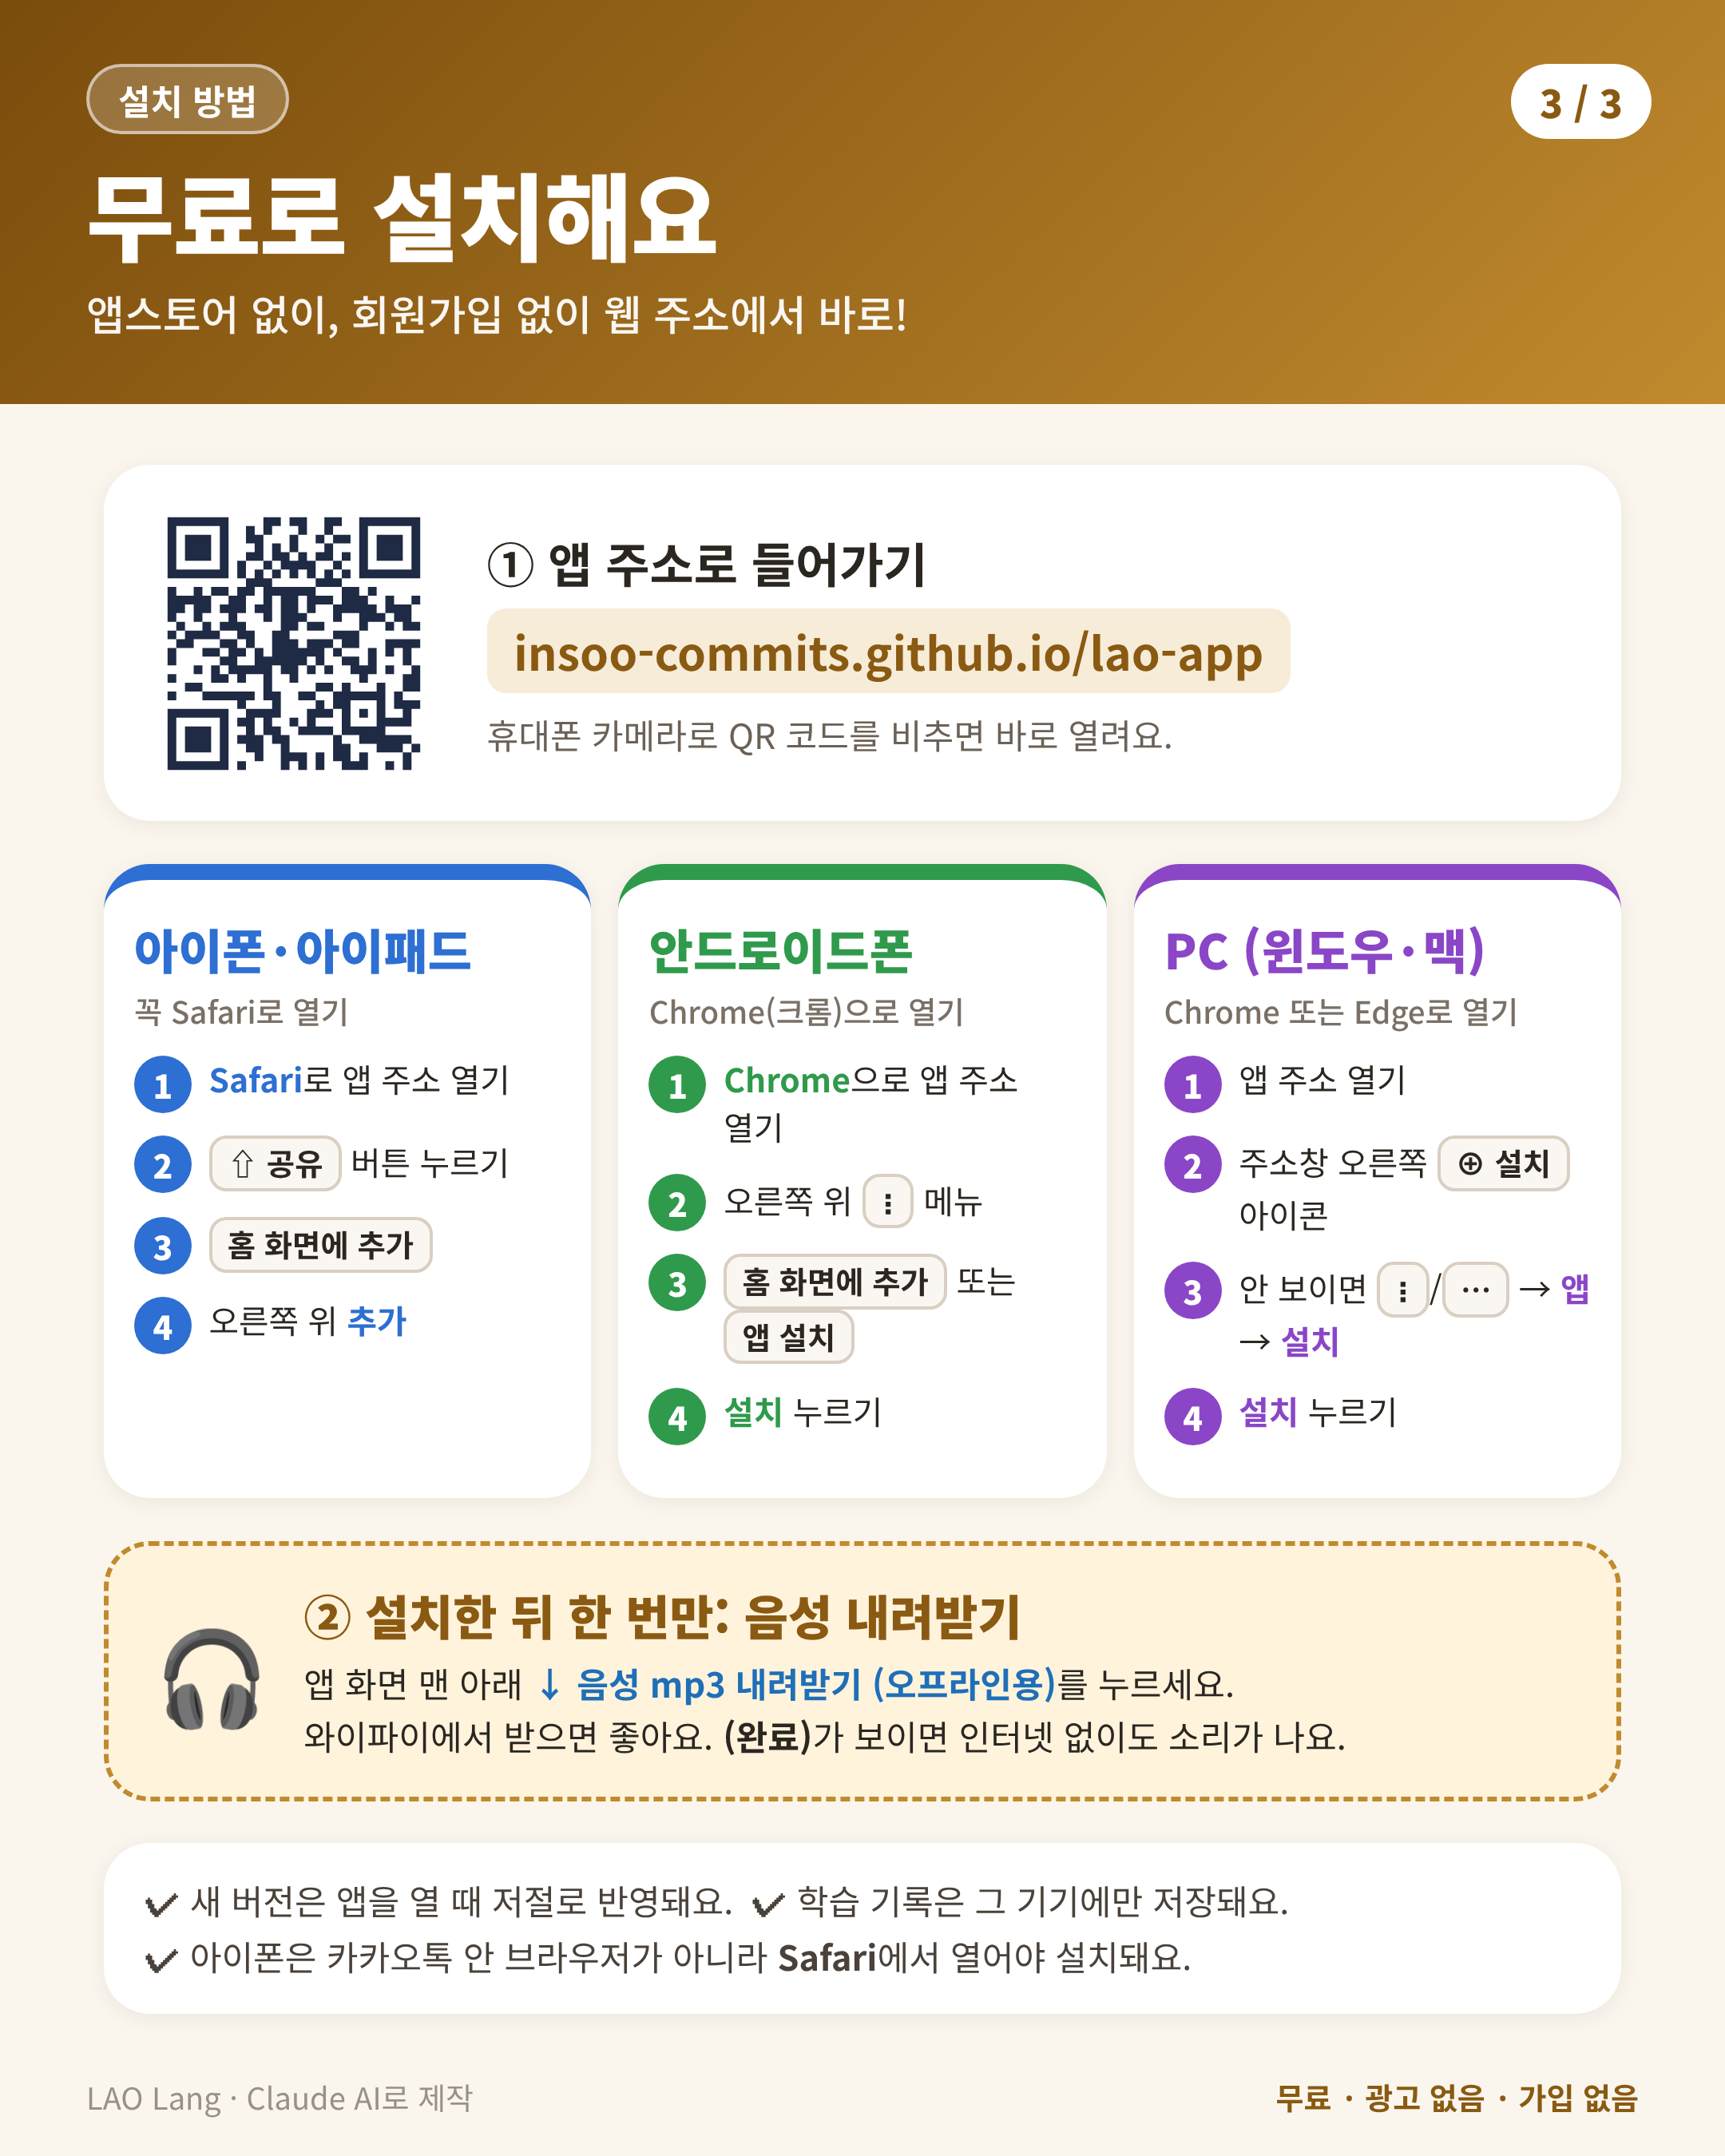 설치 방법
3 / 3
무료로 설치해요
앱스토어 없이, 회원가입 없이 웹 주소에서 바로!
① 앱 주소로 들어가기
insoo-commits.github.io/lao-app
휴대폰 카메라로 QR 코드를 비추면 바로 열려요.
아이폰·아이패드
꼭 Safari로 열기
1 Safari로 앱 주소 열기
2 ⇧ 공유 버튼 누르기
3 홈 화면에 추가
4 오른쪽 위 추가
안드로이드폰
Chrome(크롬)으로 열기
1 Chrome으로 앱 주소
열기
2 오른쪽 위 ⋮ 메뉴
3 홈 화면에 추가 또는
앱 설치
4 설치 누르기
PC (윈도우·맥)
Chrome 또는 Edge로 열기
1 앱 주소 열기
2 주소창 오른쪽 ⊕ 설치
아이콘
3 안 보이면 ⋮/⋯ → 앱
→ 설치
4 설치 누르기
② 설치한 뒤 한 번만: 음성 내려받기
앱 화면 맨 아래 ↓ 음성 mp3 내려받기 (오프라인용)를 누르세요.
와이파이에서 받으면 좋아요. (완료)가 보이면 인터넷 없이도 소리가 나요.
✔ 새 버전은 앱을 열 때 저절로 반영돼요. ✔ 학습 기록은 그 기기에만 저장돼요.
✔ 아이폰은 카카오톡 안 브라우저가 아니라 Safari에서 열어야 설치돼요.
LAO Lang · Claude AI로 제작
무료 · 광고 없음 · 가입 없음